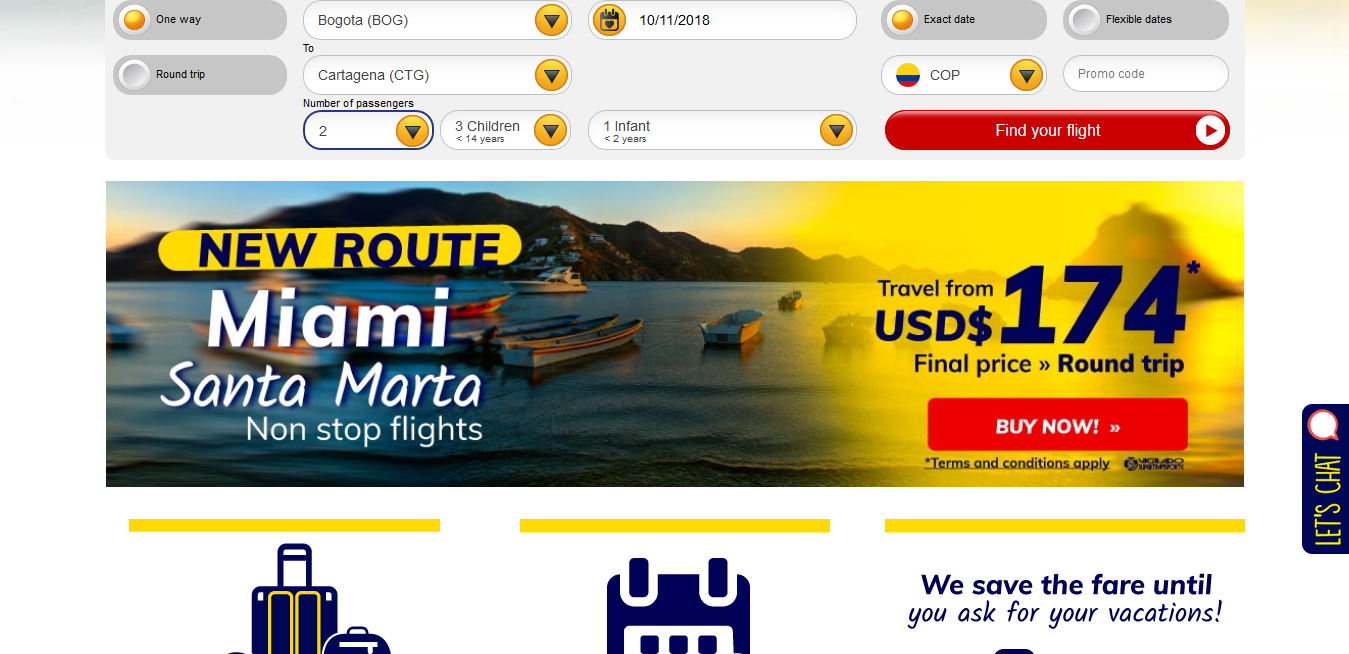 One way
Bogota (BOG)
10/11/2018
Exact date
Flexible dates
To
Round trip
Cartagena (CTG)
COP
Promo code
Number of passengers
2
3 Children
< 14 years
1 Infant
< 2 years
Find your flight
NEW ROUTE
Miami
Santa Marta
Non stop flights
Travel from
USD$ 174*
Final price » Round trip
BUY NOW! »
*Terms and conditions apply
LET'S CHAT
We save the fare until
you ask for your vacations!